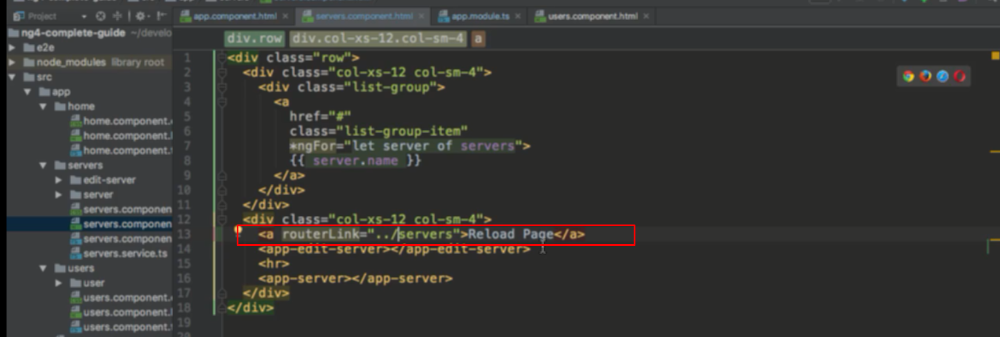 Project
app.component.html
servers.component.html
app.module.ts
users.component.html
ng4-complete-guide ~/develo
e2e
node_modules library root
src
app
home
home.component.
home.component.
home.component.
servers
edit-server
server
servers.componen
servers.componen
servers.componen
servers.service.ts
users
user
users.component.
users.component.
users.component.
div.row div.col-xs-12.col-sm-4 a
1 <div class="row">
2 <div class="col-xs-12 col-sm-4">
3 <div class="list-group">
4 <a
5 href="#"
6 class="list-group-item"
7 *ngFor="let server of servers">
8 {{ server.name }}
9 </a>
10 </div>
11 </div>
12 <div class="col-xs-12 col-sm-4">
13 <a routerLink="../servers">Reload Page</a>
14 <app-edit-server></app-edit-server>
15 <hr>
16 <app-server></app-server>
17 </div>
18 </div>
19